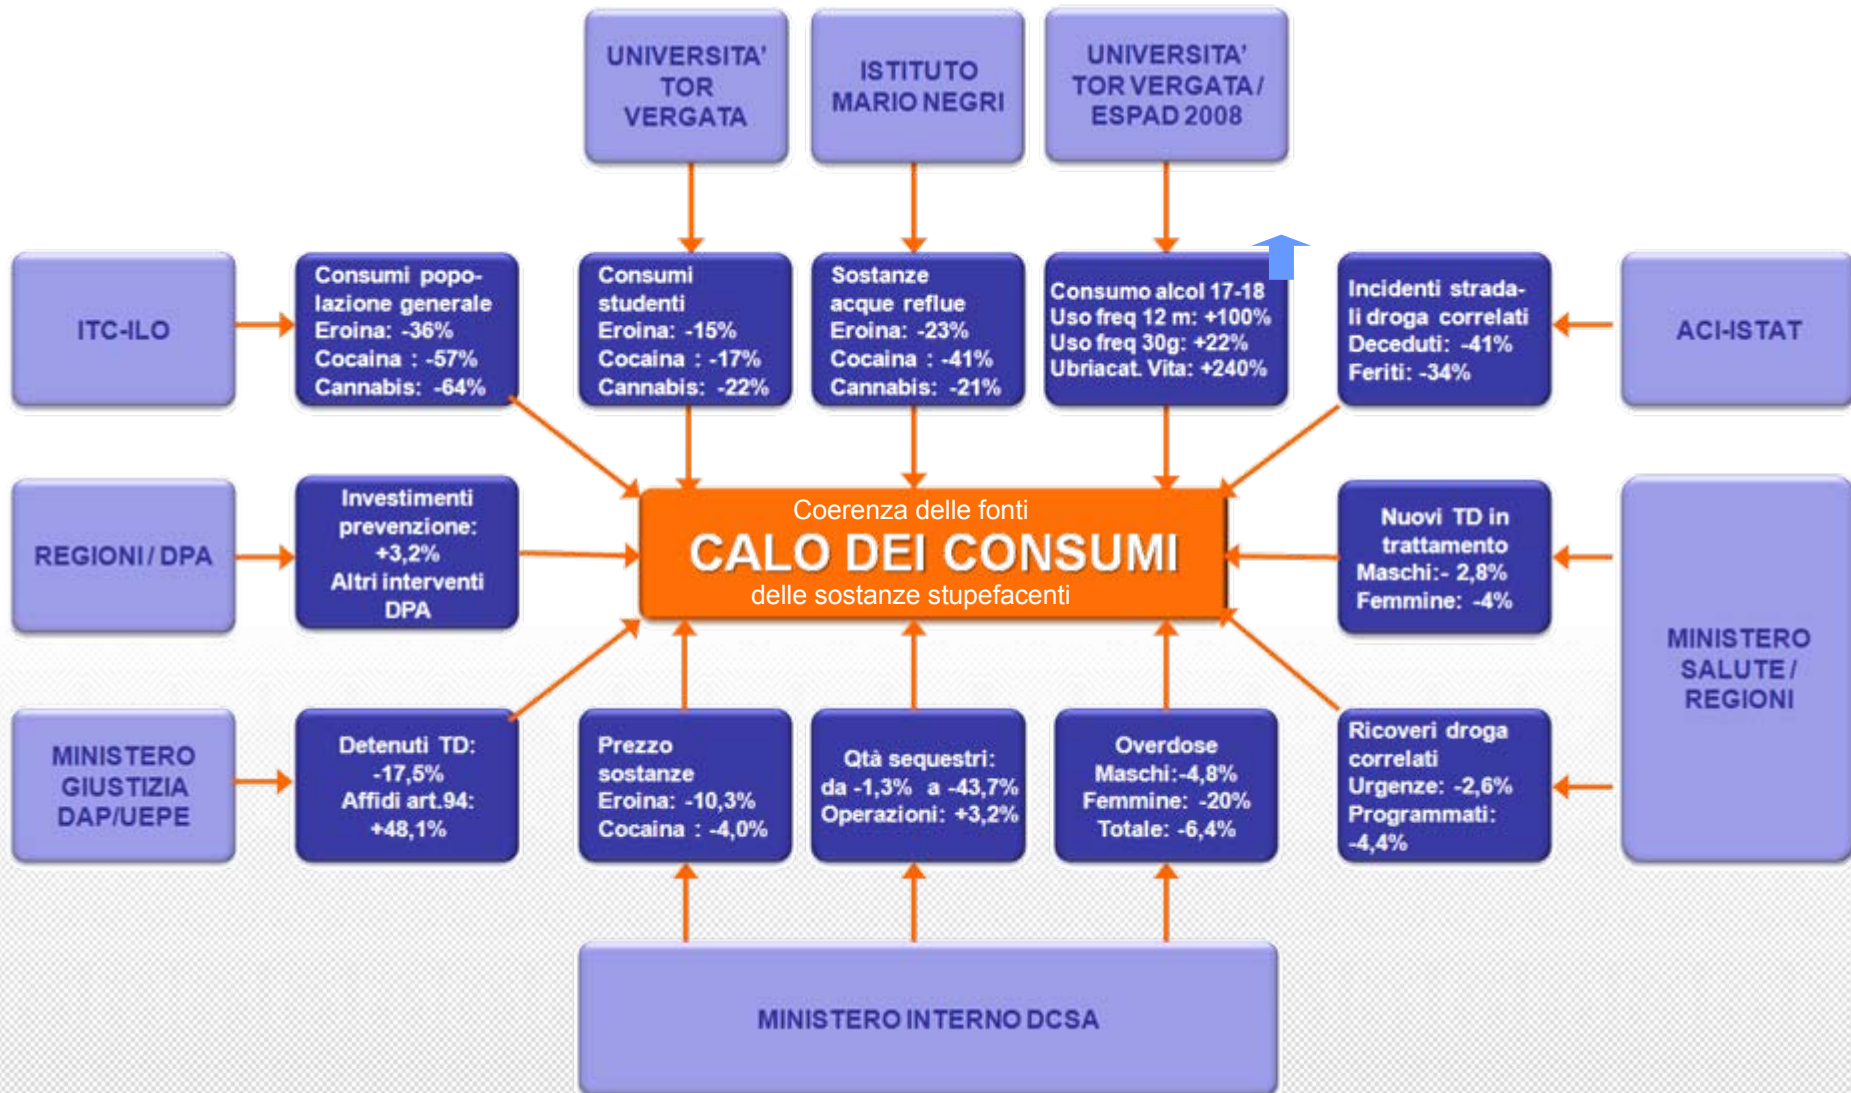 UNIVERSITA'
TOR
VERGATA
ISTITUTO
MARIO NEGRI
UNIVERSITA'
TOR VERGATA /
ESPAD 2008
ITC-ILO
Consumi popo-
lazione generale
Eroina: -36%
Cocaina : -57%
Cannabis: -64%
Consumi
studenti
Eroina: -15%
Cocaina : -17%
Cannabis: -22%
Sostanze
acque reflue
Eroina: -23%
Cocaina : -41%
Cannabis: -21%
Consumo alcol 17-18
Uso freq 12 m: +100%
Uso freq 30g: +22%
Ubriacat. Vita: +240%
Incidenti strada-
li droga correlati
Deceduti: -41%
Feriti: -34%
ACI-ISTAT
REGIONI / DPA
Investimenti
prevenzione:
+3,2%
Altri interventi
DPA
Coerenza delle fonti
CALO DEI CONSUMI
delle sostanze stupefacenti
Nuovi TD in
trattamento
Maschi:- 2,8%
Femmine: -4%
MINISTERO
SALUTE /
REGIONI
MINISTERO
GIUSTIZIA
DAP/UEPE
Detenuti TD:
-17,5%
Affidi art.94:
+48,1%
Prezzo
sostanze
Eroina: -10,3%
Cocaina : -4,0%
Qtà sequestri:
da -1,3% a -43,7%
Operazioni: +3,2%
Overdose
Maschi:-4,8%
Femmine: -20%
Totale: -6,4%
Ricoveri droga
correlati
Urgenze: -2,6%
Programmati:
-4,4%
MINISTERO INTERNO DCSA